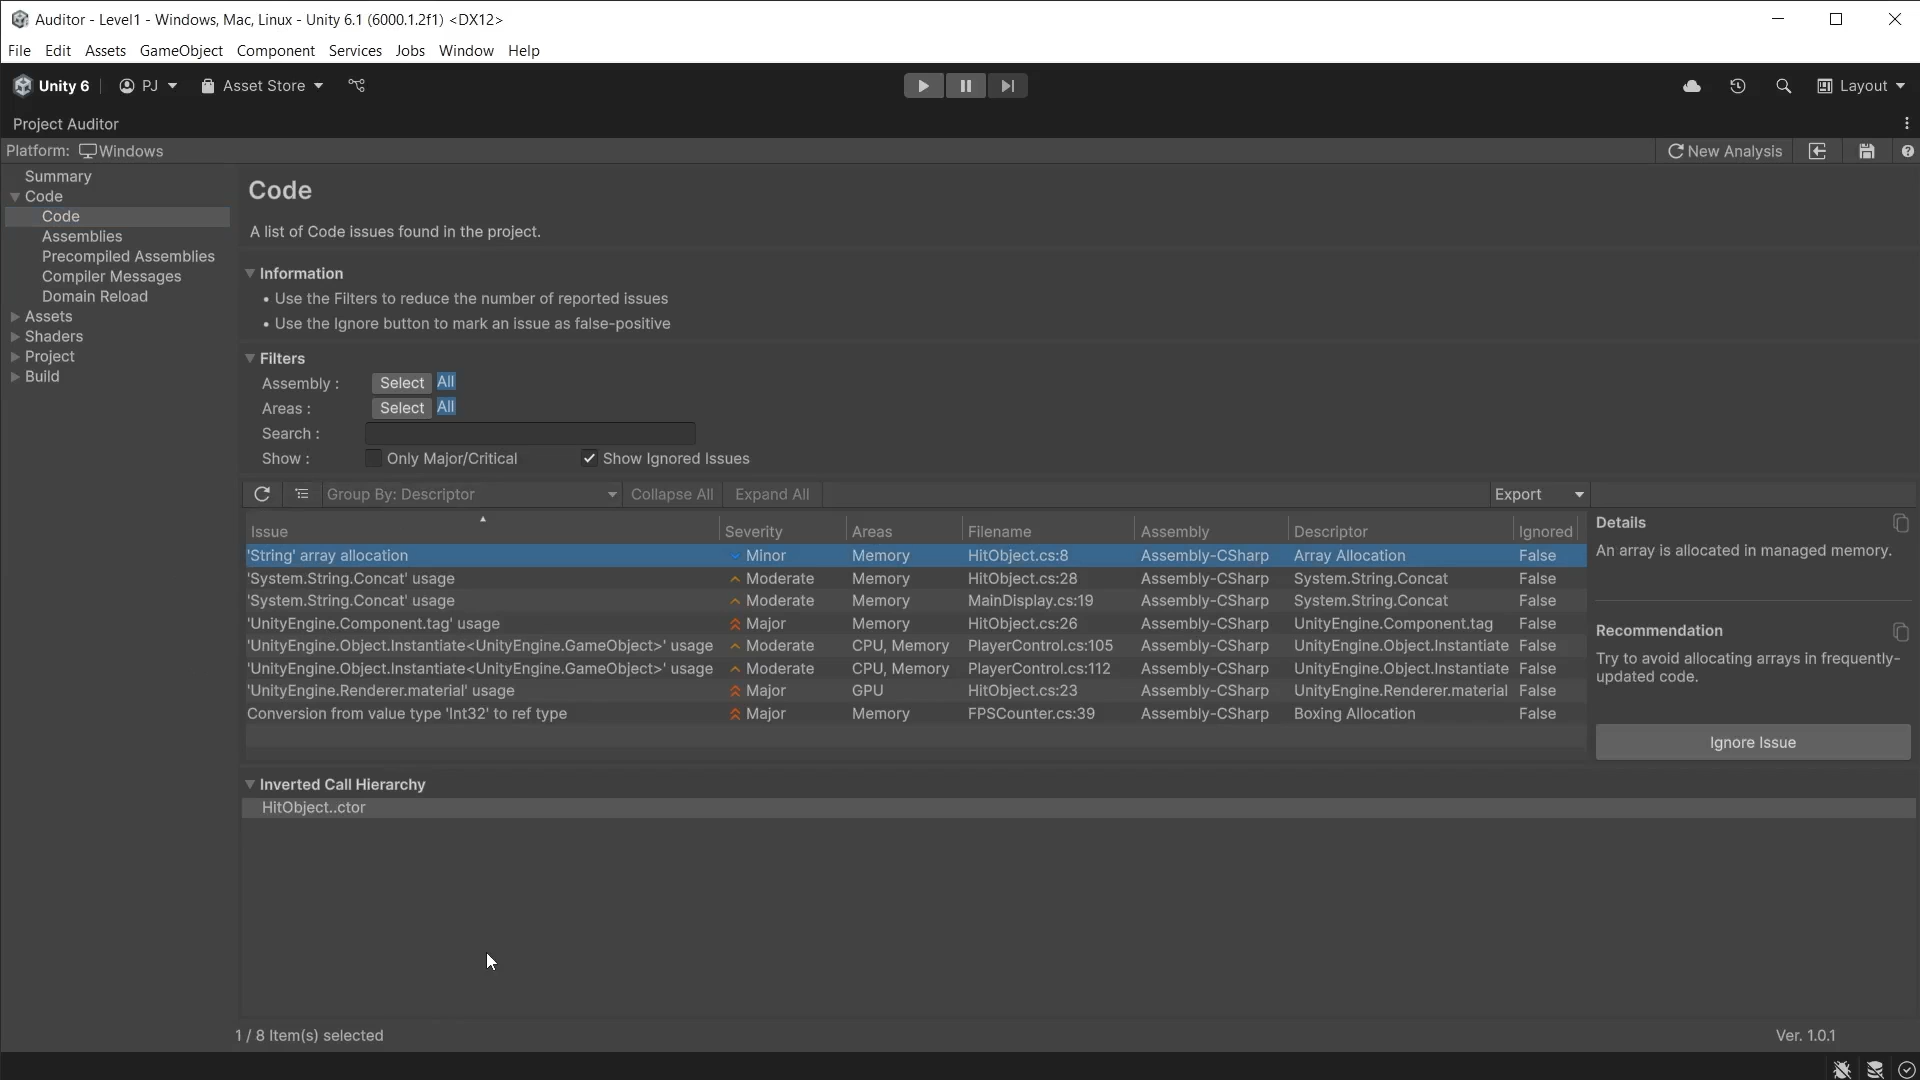 Auditor - Level1 - Windows, Mac, Linux - Unity 6.1 (6000.1.2f1) <DX12>
File Edit Assets GameObject Component Services Jobs Window Help
Unity 6 PJ Asset Store Layout
Project Auditor
Platform: Windows New Analysis
Summary
Code
Code
Assemblies
Precompiled Assemblies
Compiler Messages
Domain Reload
Assets
Shaders
Project
Build
Code
A list of Code issues found in the project.
Information
• Use the Filters to reduce the number of reported issues
• Use the Ignore button to mark an issue as false-positive
Filters
Assembly : Select All
Areas : Select All
Search :
Show : Only Major/Critical Show Ignored Issues
Group By: Descriptor Collapse All Expand All Export
Issue Severity Areas Filename Assembly Descriptor Ignored
'String' array allocation Minor Memory HitObject.cs:8 Assembly-CSharp Array Allocation False
'System.String.Concat' usage Moderate Memory HitObject.cs:28 Assembly-CSharp System.String.Concat False
'System.String.Concat' usage Moderate Memory MainDisplay.cs:19 Assembly-CSharp System.String.Concat False
'UnityEngine.Component.tag' usage Major Memory HitObject.cs:26 Assembly-CSharp UnityEngine.Component.tag False
'UnityEngine.Object.Instantiate<UnityEngine.GameObject>' usage Moderate CPU, Memory PlayerControl.cs:105 Assembly-CSharp UnityEngine.Object.Instantiate False
'UnityEngine.Object.Instantiate<UnityEngine.GameObject>' usage Moderate CPU, Memory PlayerControl.cs:112 Assembly-CSharp UnityEngine.Object.Instantiate False
'UnityEngine.Renderer.material' usage Major GPU HitObject.cs:23 Assembly-CSharp UnityEngine.Renderer.material False
Conversion from value type 'Int32' to ref type Major Memory FPSCounter.cs:39 Assembly-CSharp Boxing Allocation False
Details
An array is allocated in managed memory.
Recommendation
Try to avoid allocating arrays in frequently-
updated code.
Ignore Issue
Inverted Call Hierarchy
HitObject..ctor
1 / 8 Item(s) selected Ver. 1.0.1